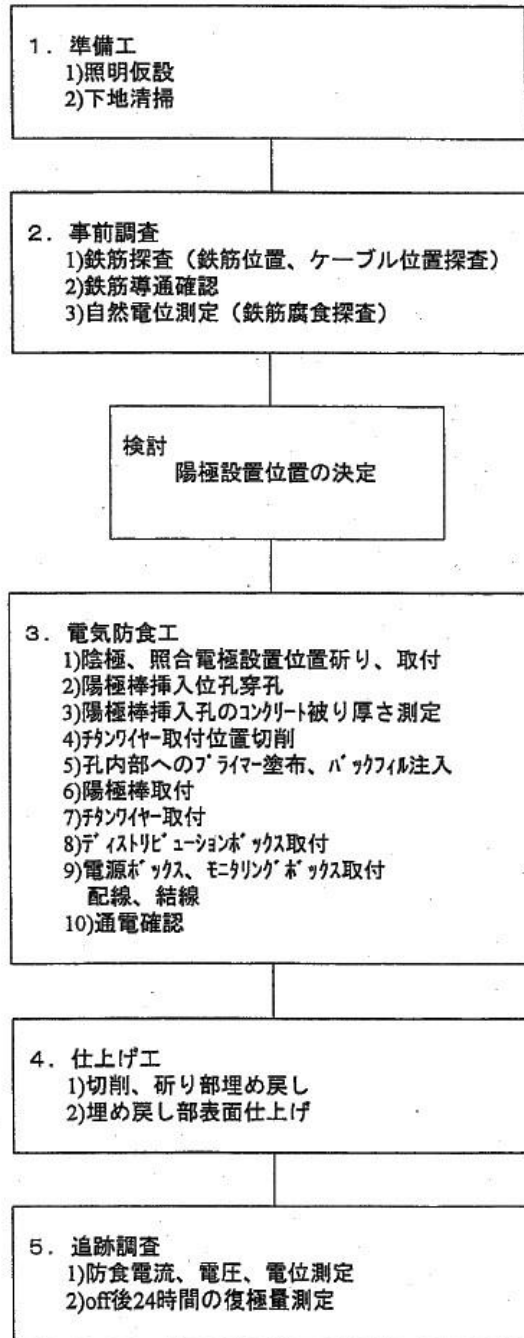 １．準備工
1)照明仮設
2)下地清掃
２．事前調査
1)鉄筋探査（鉄筋位置、ケーブル位置探査）
2)鉄筋導通確認
3)自然電位測定（鉄筋腐食探査）
検討
陽極設置位置の決定
３．電気防食工
1)陰極、照合電極設置位置斫り、取付
2)陽極棒挿入位孔穿孔
3)陽極棒挿入孔のｺﾝｸﾘｰﾄ被り厚さ測定
4)ﾁﾀﾝﾜｲﾔｰ取付位置切削
5)孔内部へのﾌﾟﾗｲﾏｰ塗布、ﾊﾞｯｸﾌｨﾙ注入
6)陽極棒取付
7)ﾁﾀﾝﾜｲﾔｰ取付
8)ﾃﾞｨｽﾄﾘﾋﾞｭｰｼｮﾝﾎﾞｯｸｽ取付
9)電源ﾎﾞｯｸｽ、ﾓﾆﾀﾘﾝｸﾞﾎﾞｯｸｽ取付
配線、結線
10)通電確認
４．仕上げ工
1)切削、斫り部埋め戻し
2)埋め戻し部表面仕上げ
５．追跡調査
1)防食電流、電圧、電位測定
2)off後24時間の復極量測定